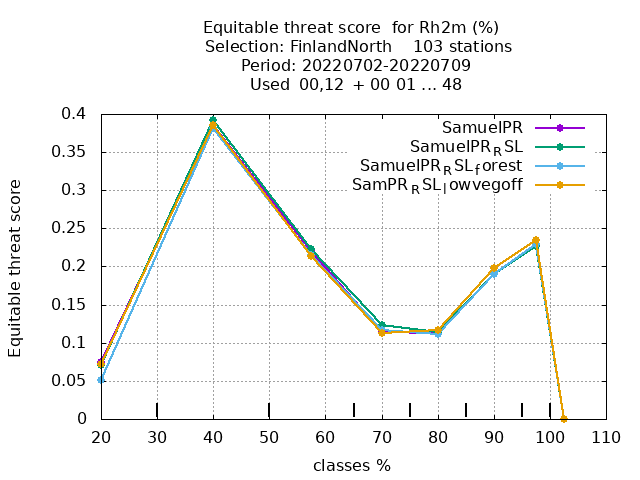 Equitable threat score  for Rh2m (%)
Selection: FinlandNorth    103 stations
Period: 20220702-20220709
Used  00,12  + 00 01 ... 48
SamuelPR
SamuelPR_RSL
SamuelPR_RSL_forest
SamPR_RSL_lowvegoff
Equitable threat score
0.4
0.35
0.3
0.25
0.2
0.15
0.1
0.05
0
20 30 40 50 60 70 80 90 100 110
classes %